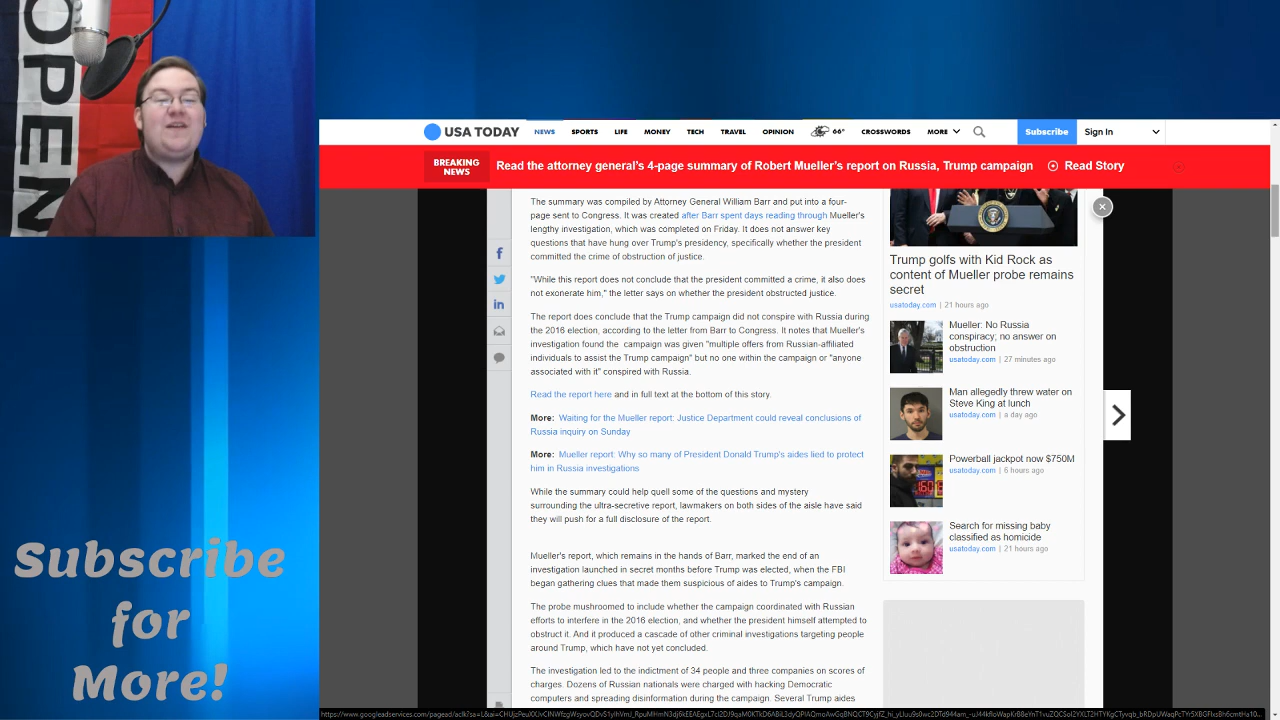 OPE
Subscribe
for
More!
USA TODAY
NEWS SPORTS LIFE MONEY TECH TRAVEL OPINION 66° CROSSWORDS MORE Subscribe Sign In
BREAKING NEWS Read the attorney general's 4-page summary of Robert Mueller's report on Russia, Trump campaign Read Story
The summary was compiled by Attorney General William Barr and put into a four-
page sent to Congress. It was created after Barr spent days reading through Mueller's
lengthy investigation, which was completed on Friday. It does not answer key
questions that have hung over Trump's presidency, specifically whether the president
committed the crime of obstruction of justice.
"While this report does not conclude that the president committed a crime, it also does
not exonerate him," the letter says on whether the president obstructed justice.
The report does conclude that the Trump campaign did not conspire with Russia during
the 2016 election, according to the letter from Barr to Congress. It notes that Mueller's
investigation found the campaign was given "multiple offers from Russian-affiliated
individuals to assist the Trump campaign" but no one within the campaign or "anyone
associated with it" conspired with Russia.
Read the report here and in full text at the bottom of this story.
More: Waiting for the Mueller report: Justice Department could reveal conclusions of
Russia inquiry on Sunday
More: Mueller report: Why so many of President Donald Trump's aides lied to protect
him in Russia investigations
While the summary could help quell some of the questions and mystery
surrounding the ultra-secretive report, lawmakers on both sides of the aisle have said
they will push for a full disclosure of the report.
Mueller's report, which remains in the hands of Barr, marked the end of an
investigation launched in secret months before Trump was elected, when the FBI
began gathering clues that made them suspicious of aides to Trump's campaign.
The probe mushroomed to include whether the campaign coordinated with Russian
efforts to interfere in the 2016 election, and whether the president himself attempted to
obstruct it. And it produced a cascade of other criminal investigations targeting people
around Trump, which have not yet concluded.
The investigation led to the indictment of 34 people and three companies on scores of
charges. Dozens of Russian nationals were charged with hacking Democratic
computers and spreading disinformation during the campaign. Several Trump aides
Trump golfs with Kid Rock as
content of Mueller probe remains
secret
usatoday.com | 21 hours ago
Mueller: No Russia
conspiracy; no answer on
obstruction
usatoday.com | 27 minutes ago
Man allegedly threw water on
Steve King at lunch
usatoday.com | a day ago
Powerball jackpot now $750M
usatoday.com | 6 hours ago
Search for missing baby
classified as homicide
usatoday.com | 21 hours ago